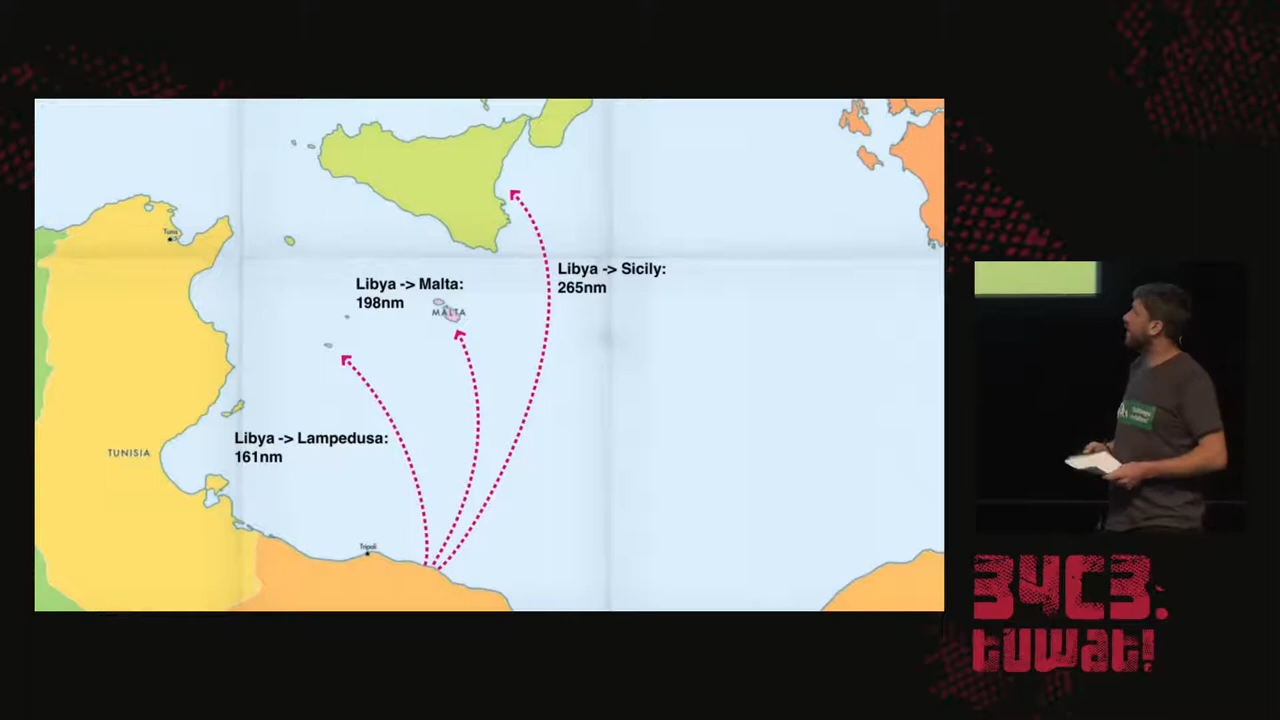 Tunis
Libya -> Sicily:
265nm
Libya -> Malta:
198nm
MALTA
Libya -> Lampedusa:
161nm
TUNISIA
Tripoli
34C3.
tuwat!